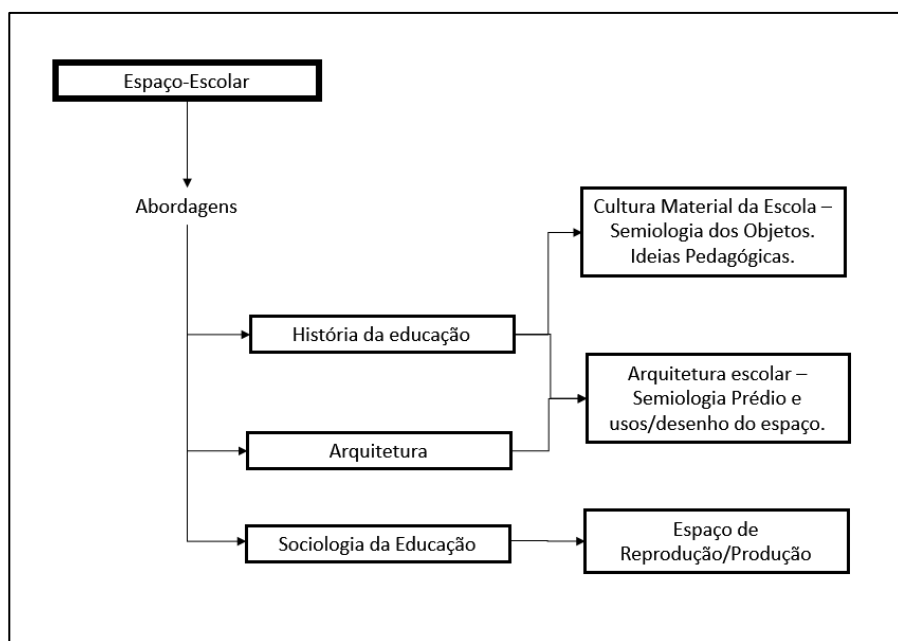 Espaço-Escolar
Abordagens
Cultura Material da Escola –
Semiologia dos Objetos.
Ideias Pedagógicas.
História da educação
Arquitetura escolar –
Semiologia Prédio e
usos/desenho do espaço.
Arquitetura
Sociologia da Educação
Espaço de
Reprodução/Produção